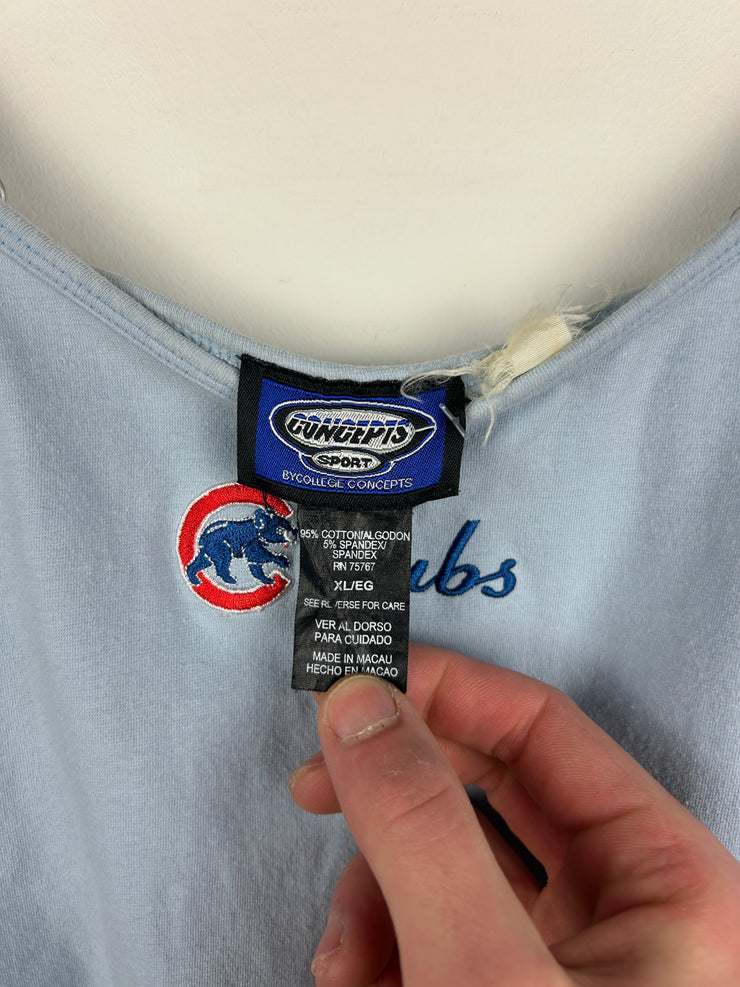 CONCEPTS
SPORT
BY COLLEGE CONCEPTS
95% COTTON/ALGODON
5% SPANDEX/
SPANDEX
RN 75767
XL/EG
SEE REVERSE FOR CARE
VER AL DORSO
PARA CUIDADO
MADE IN MACAU
HECHO EN MACAO
ubs